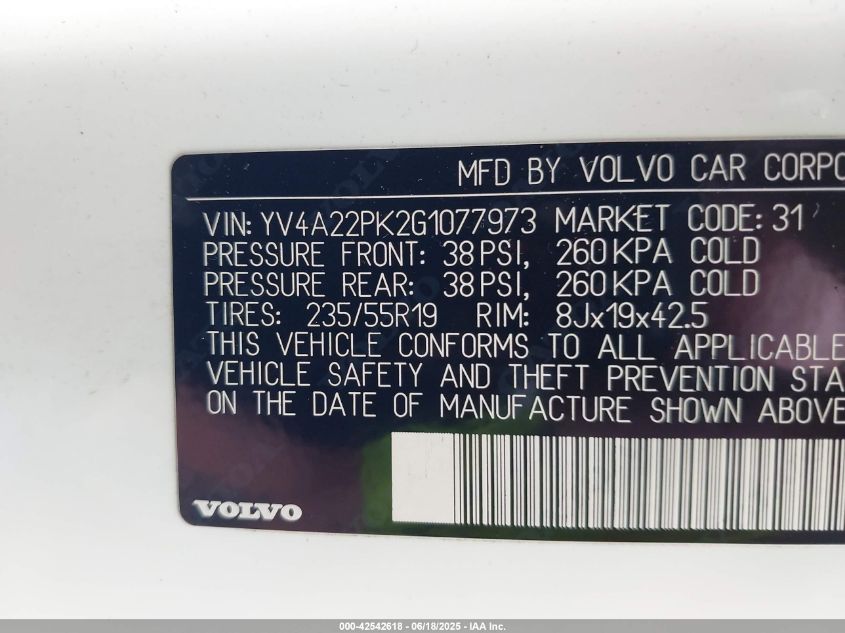 MFD BY VOLVO CAR CORPO
VIN: YV4A22PK2G1077973 MARKET CODE: 31
PRESSURE FRONT: 38 PSI, 260 KPA COLD
PRESSURE REAR: 38 PSI, 260 KPA COLD
TIRES: 235/55R19 RIM: 8Jx19x42.5
THIS VEHICLE CONFORMS TO ALL APPLICABLE
VEHICLE SAFETY AND THEFT PREVENTION STA
ON THE DATE OF MANUFACTURE SHOWN ABOVE
VOLVO
000-42542618 - 06/18/2025 - IAA Inc.